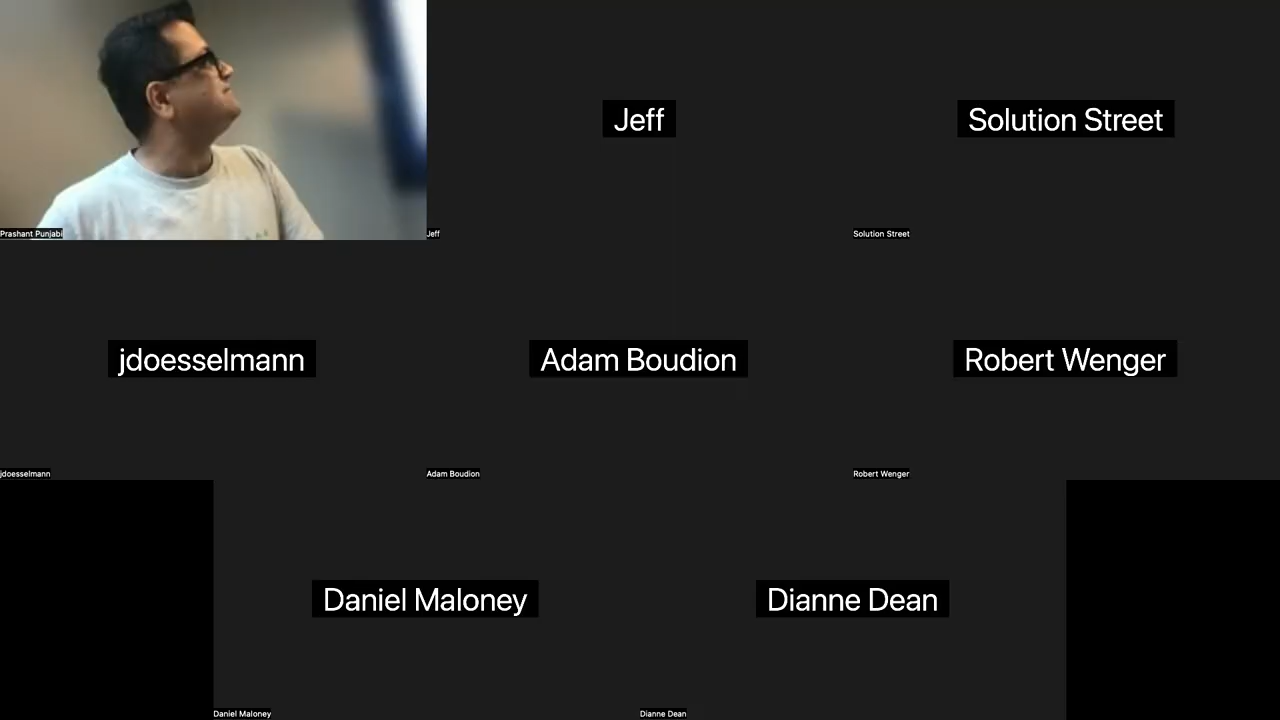 Jeff
Solution Street
Prashant Punjabi
Jeff
Solution Street
jdoesselmann
Adam Boudion
Robert Wenger
jdoesselmann
Adam Boudion
Robert Wenger
Daniel Maloney
Dianne Dean
Daniel Maloney
Dianne Dean